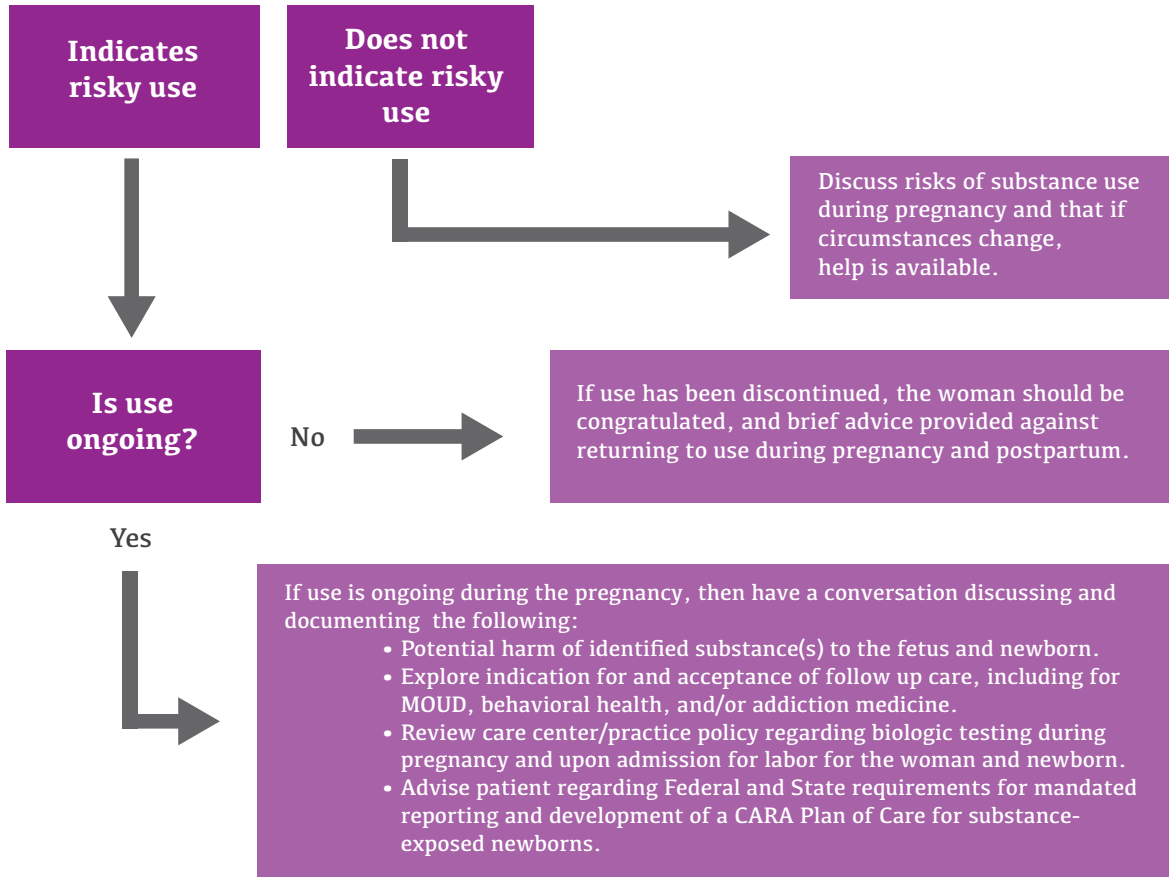 Indicates
risky use
Does not
indicate risky
use
Discuss risks of substance use
during pregnancy and that if
circumstances change,
help is available.
Is use
ongoing?
No
If use has been discontinued, the woman should be
congratulated, and brief advice provided against
returning to use during pregnancy and postpartum.
Yes
If use is ongoing during the pregnancy, then have a conversation discussing and
documenting the following:
• Potential harm of identified substance(s) to the fetus and newborn.
• Explore indication for and acceptance of follow up care, including for
MOUD, behavioral health, and/or addiction medicine.
• Review care center/practice policy regarding biologic testing during
pregnancy and upon admission for labor for the woman and newborn.
• Advise patient regarding Federal and State requirements for mandated
reporting and development of a CARA Plan of Care for substance-
exposed newborns.